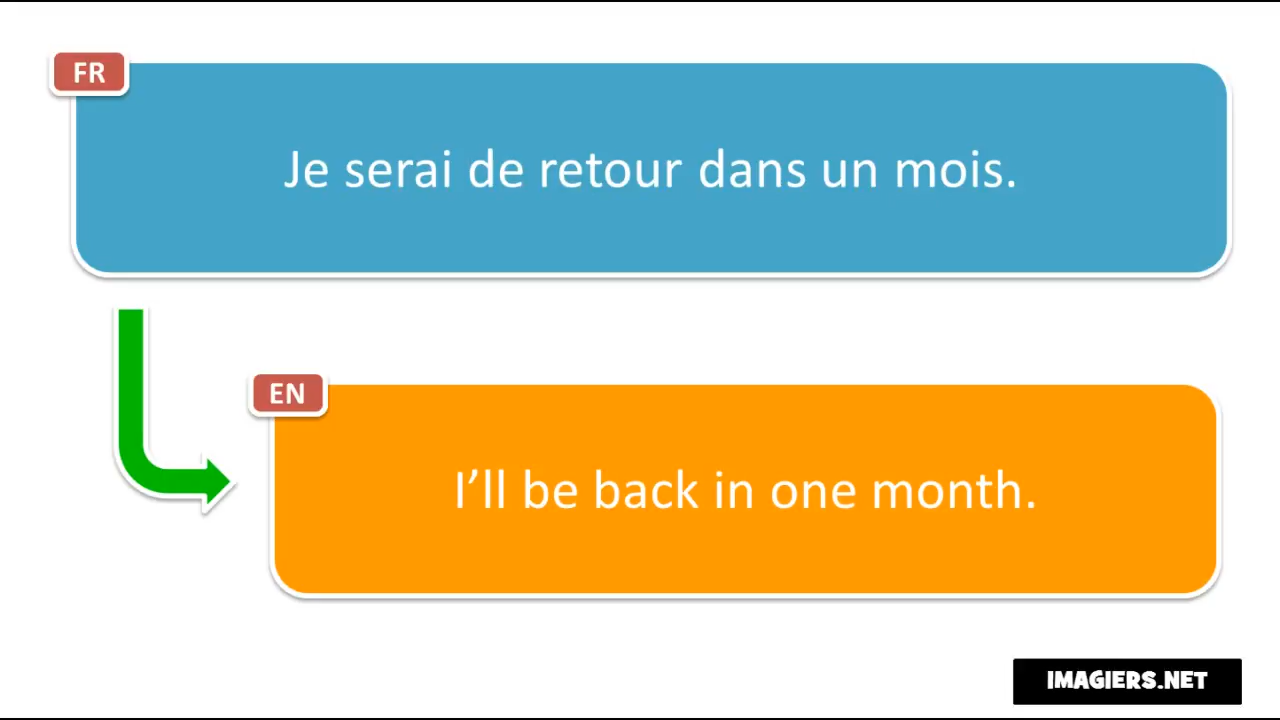 FR
Je serai de retour dans un mois.
EN
I’ll be back in one month.
IMAGIERS.NET